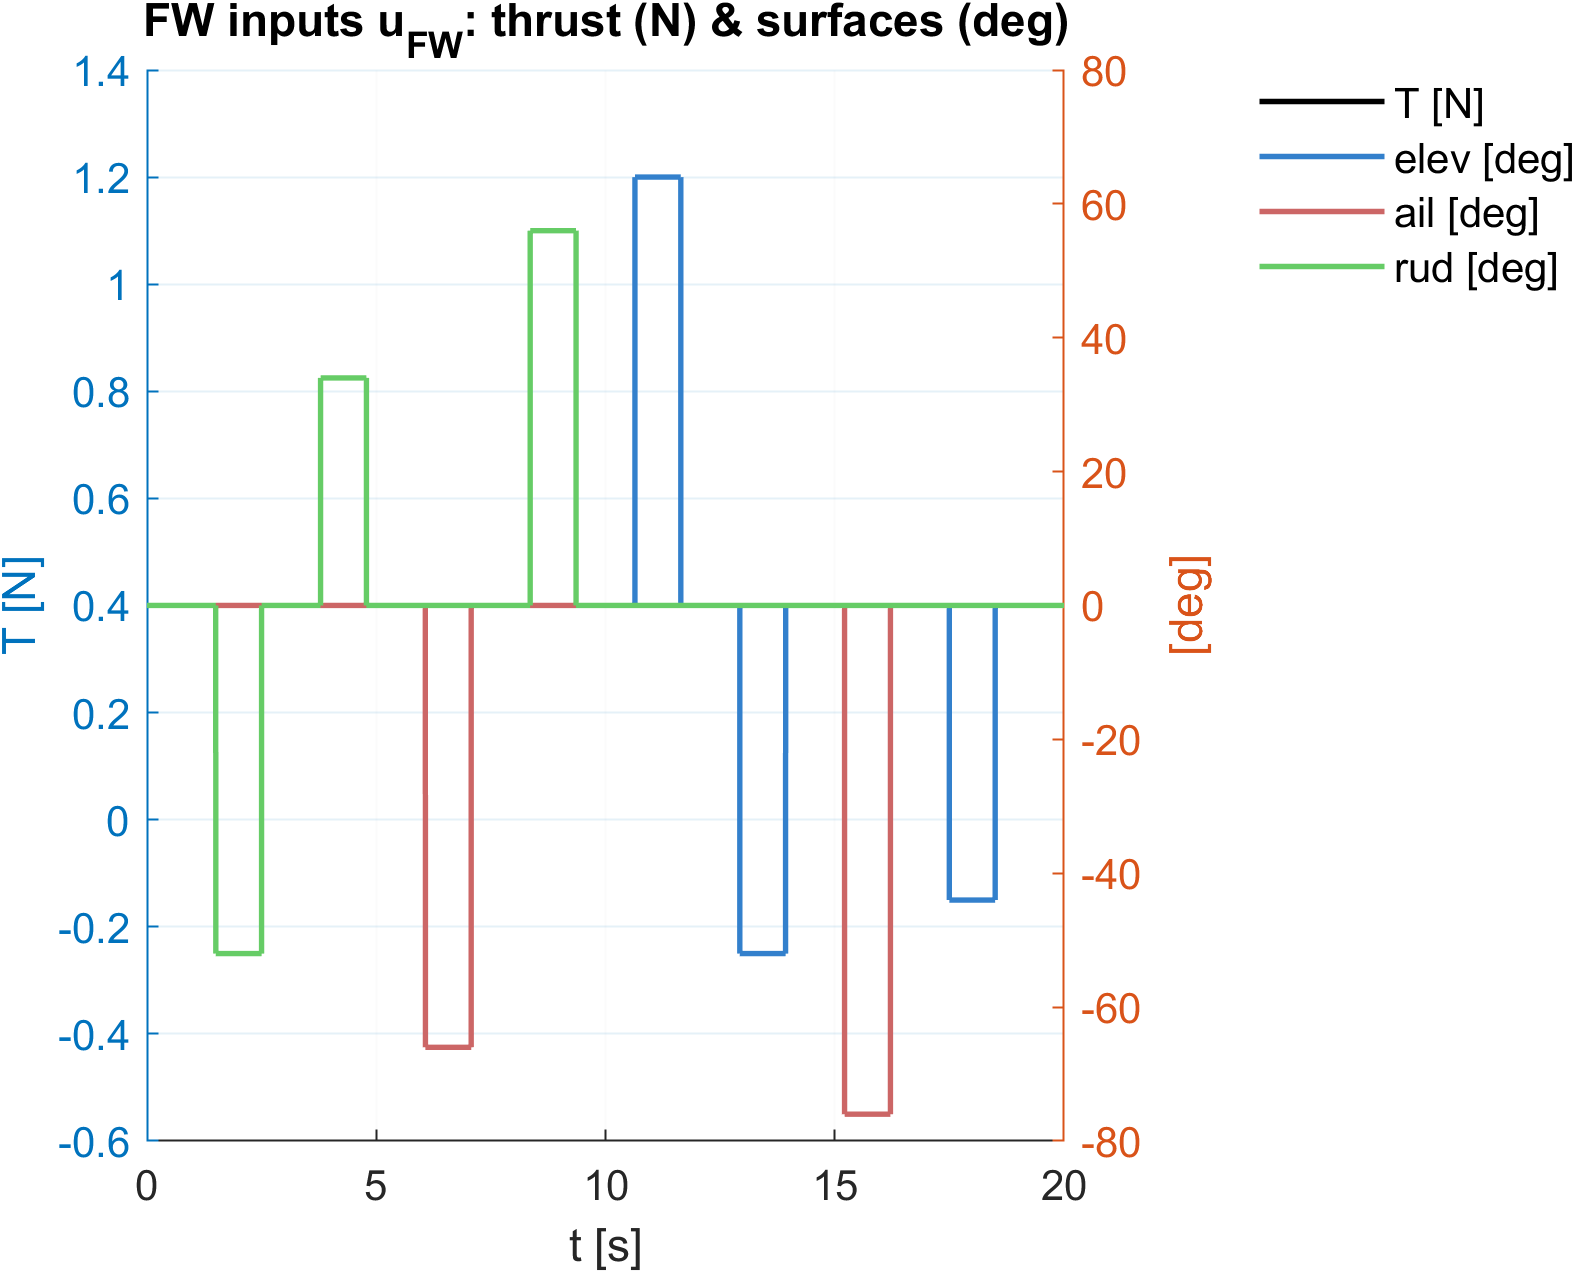 FW inputs u_FW: thrust (N) & surfaces (deg)
T [N]
elev [deg]
ail [deg]
rud [deg]
1.4
1.2
1
0.8
0.6
0.4
0.2
0
-0.2
-0.4
-0.6
T [N]
80
60
40
20
0
-20
-40
-60
-80
[deg]
0 5 10 15 20
t [s]